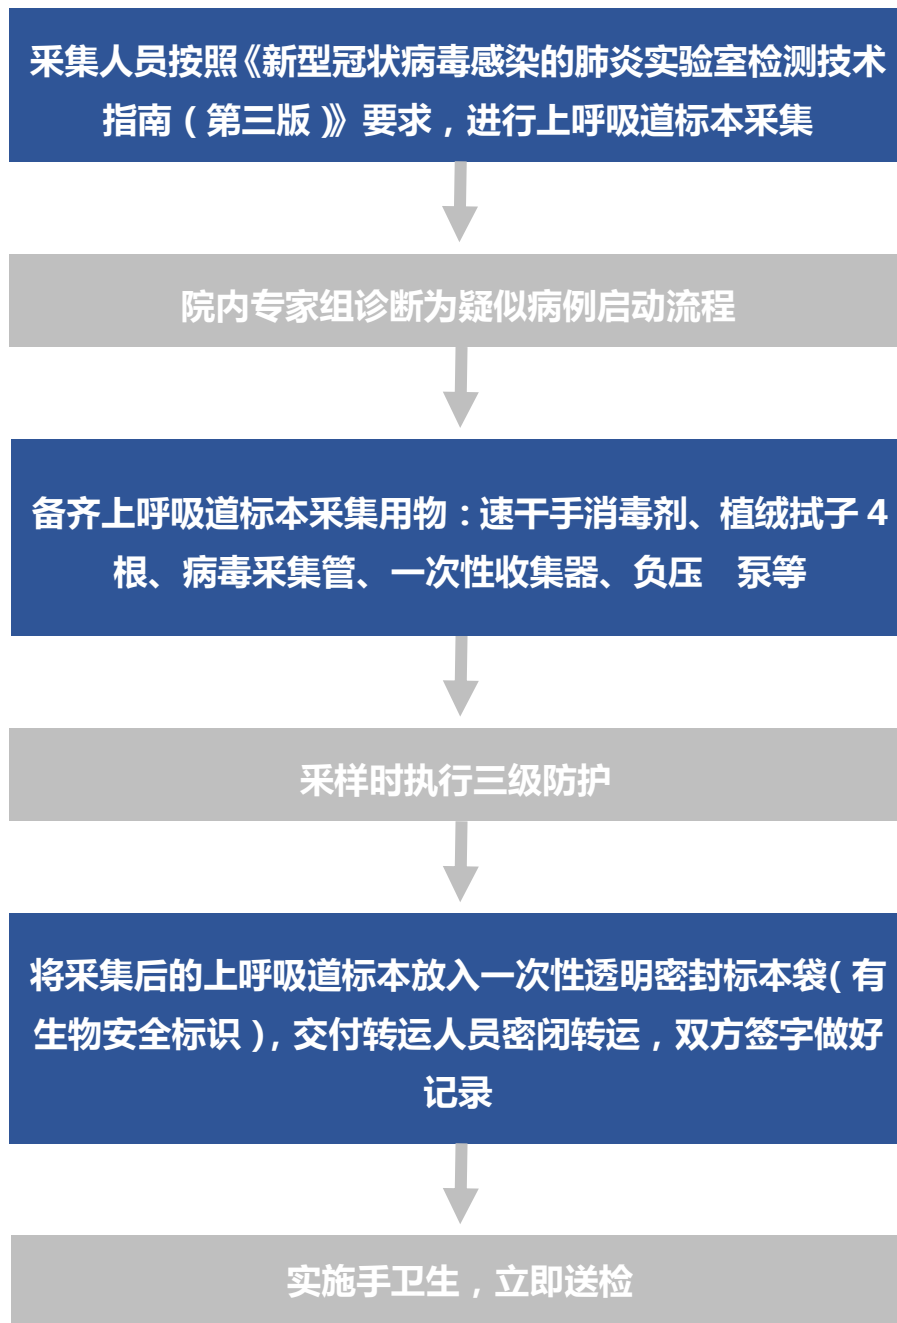 采集人员按照《新型冠状病毒感染的肺炎实验室检测技术
指南（第三版）》要求，进行上呼吸道标本采集
院内专家组诊断为疑似病例启动流程
备齐上呼吸道标本采集用物：速干手消毒剂、植绒拭子4
根、病毒采集管、一次性收集器、负压　泵等
采样时执行三级防护
将采集后的上呼吸道标本放入一次性透明密封标本袋（有
生物安全标识），交付转运人员密闭转运，双方签字做好
记录
实施手卫生，立即送检